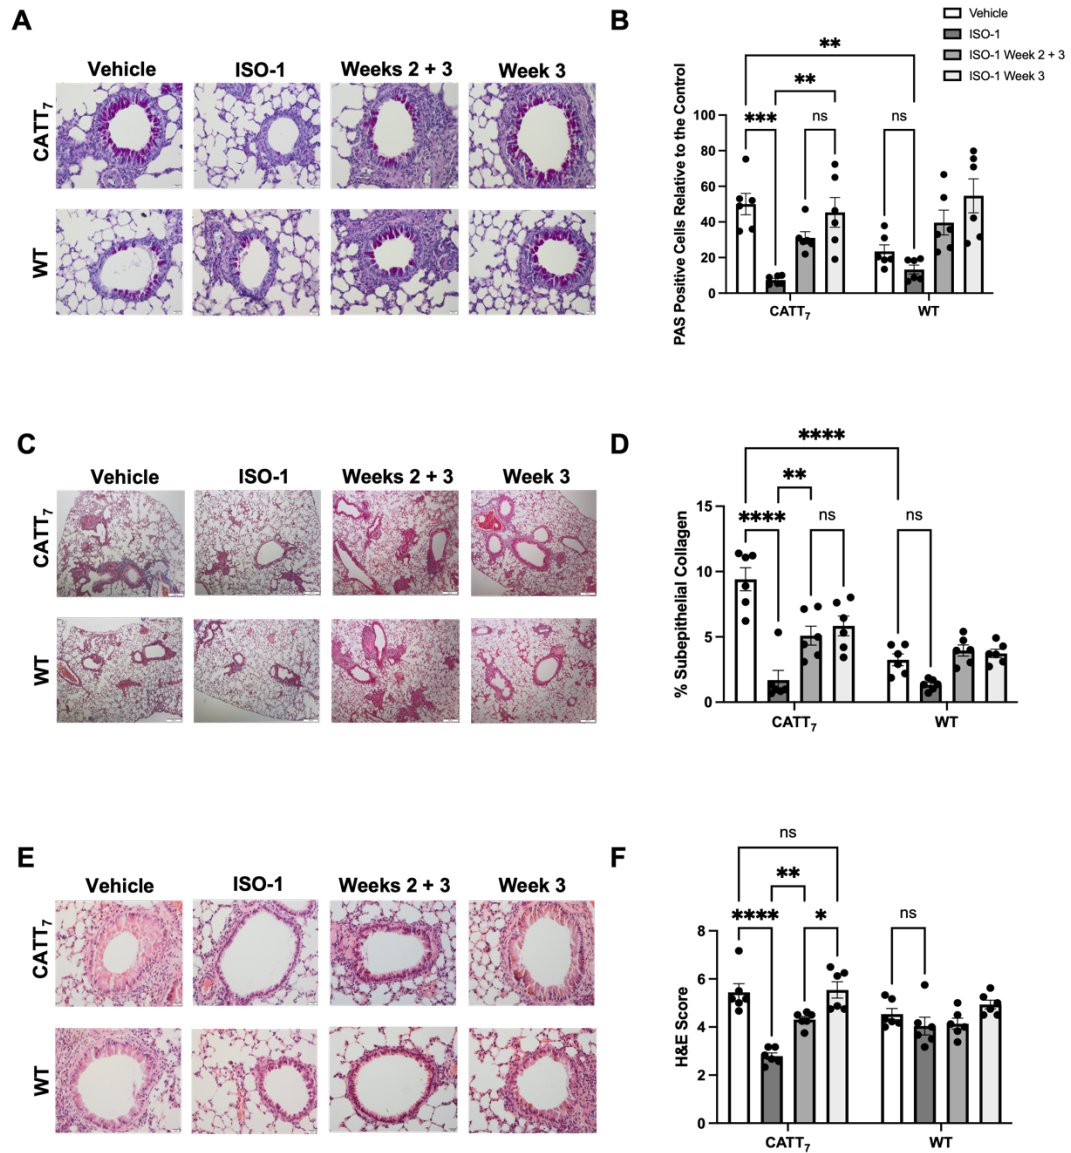 A
Vehicle ISO-1 Weeks 2 + 3 Week 3
CATT7
WT
B
Vehicle
ISO-1
ISO-1 Week 2 + 3
ISO-1 Week 3
PAS Positive Cells Relative to the Control
100
80
60
40
20
0
**
**
***
ns
ns
CATT7 WT
C
Vehicle ISO-1 Weeks 2 + 3 Week 3
CATT7
WT
D
% Subepithelial Collagen
15
10
5
0
****
**
****
ns
ns
CATT7 WT
E
Vehicle ISO-1 Weeks 2 + 3 Week 3
CATT7
WT
F
H&E Score
8
6
4
2
0
ns
**
****
*
ns
CATT7 WT